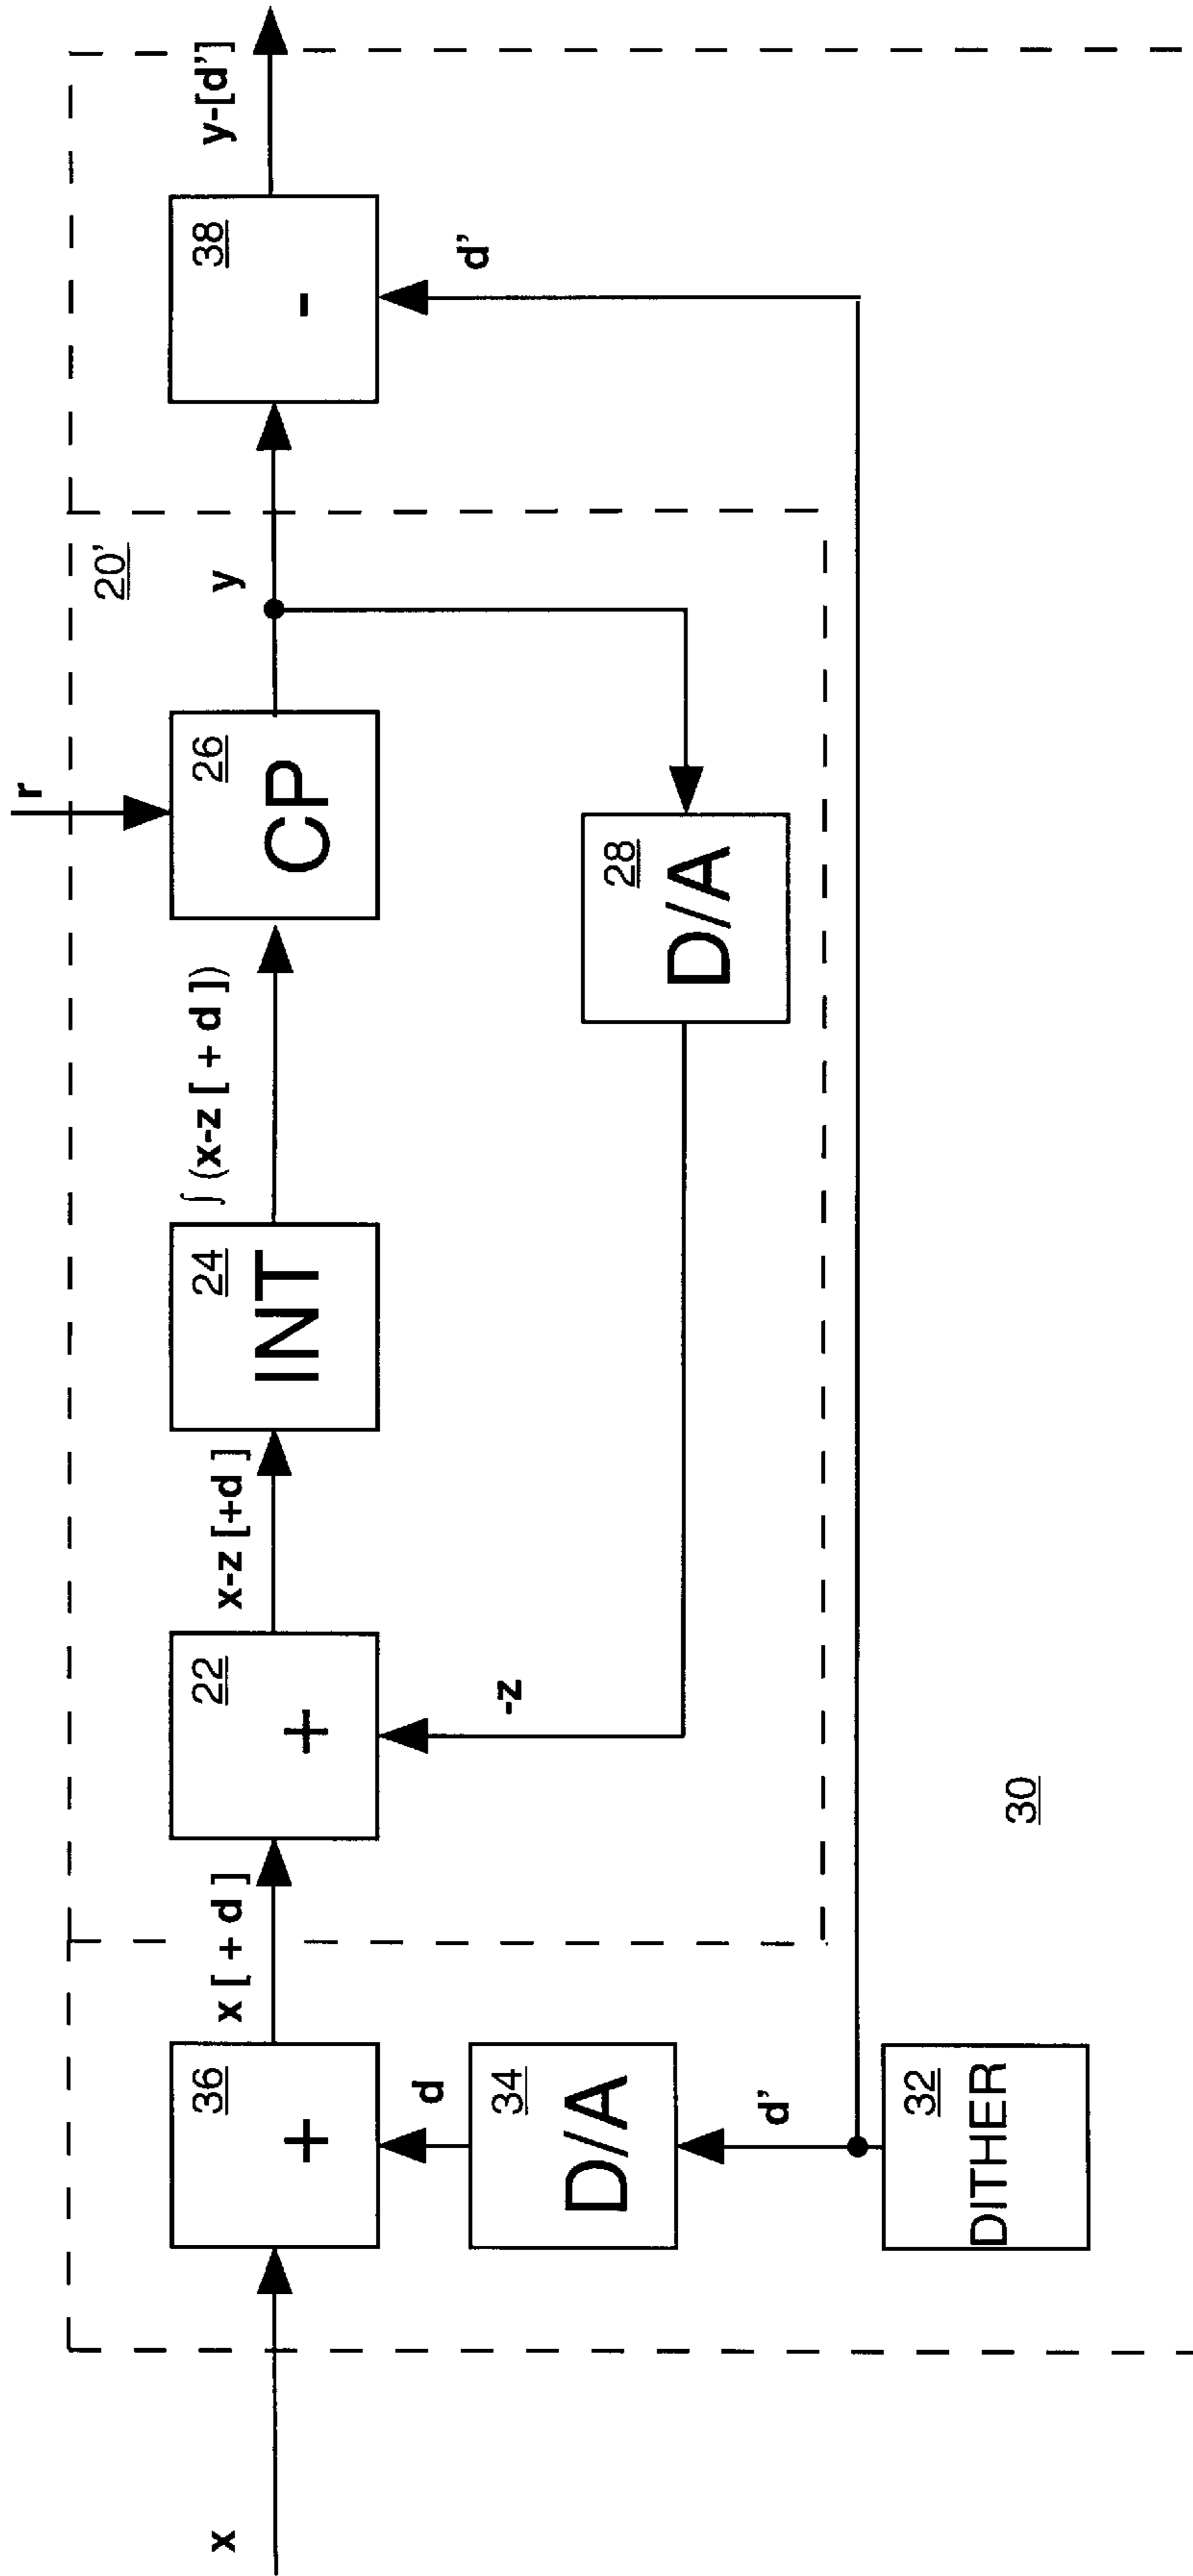 x
36
+
x [ + d ]
22
+
x-z [+d ]
24
INT
∫ (x-z [ + d ])
r
26
CP
y
20'
38
-
y-[d']
d
34
D/A
d'
32
DITHER
-z
28
D/A
d'
30